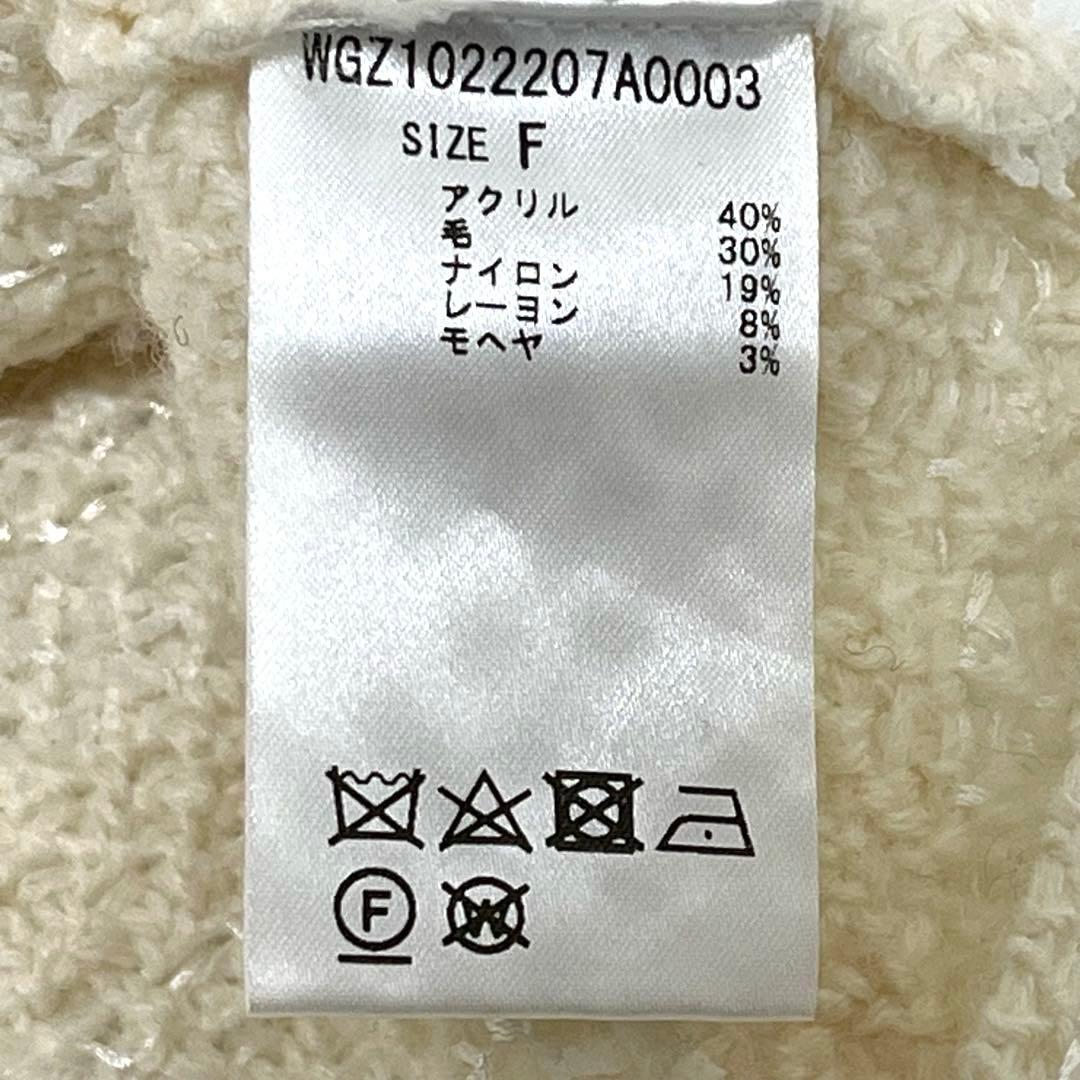 WGZ1022207A0003
SIZE F
アクリル 40%
毛 30%
ナイロン 19%
レーヨン 8%
モヘヤ 3%
F W